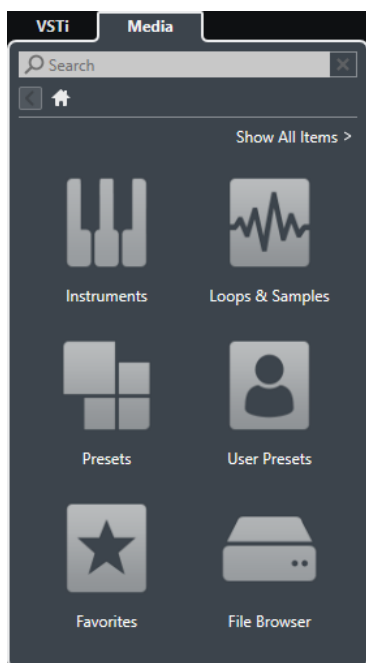 VSTi Media
Search
Show All Items >
Instruments Loops & Samples
Presets User Presets
Favorites File Browser